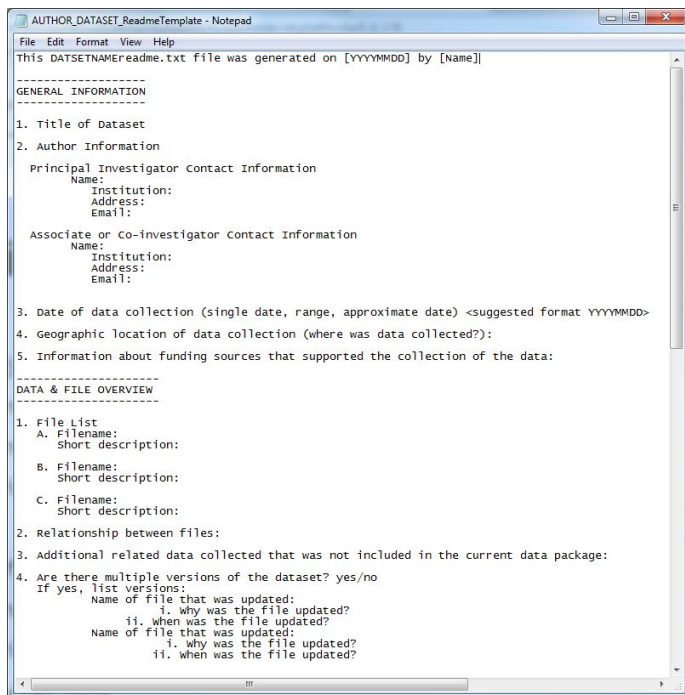 AUTHOR_DATASET_ReadmeTemplate - Notepad
File Edit Format View Help
This DATSETNAMEreadme.txt file was generated on [YYYYMMDD] by [Name]
-------------------
GENERAL INFORMATION
-------------------
1. Title of Dataset
2. Author Information
Principal Investigator Contact Information
Name:
Institution:
Address:
Email:
Associate or Co-investigator Contact Information
Name:
Institution:
Address:
Email:
3. Date of data collection (single date, range, approximate date) <suggested format YYYYMMDD>
4. Geographic location of data collection (where was data collected?):
5. Information about funding sources that supported the collection of the data:
---------------------
DATA & FILE OVERVIEW
---------------------
1. File List
A. Filename:
Short description:
B. Filename:
Short description:
C. Filename:
Short description:
2. Relationship between files:
3. Additional related data collected that was not included in the current data package:
4. Are there multiple versions of the dataset? yes/no
If yes, list versions:
Name of file that was updated:
i. Why was the file updated?
ii. When was the file updated?
Name of file that was updated:
i. Why was the file updated?
ii. When was the file updated?